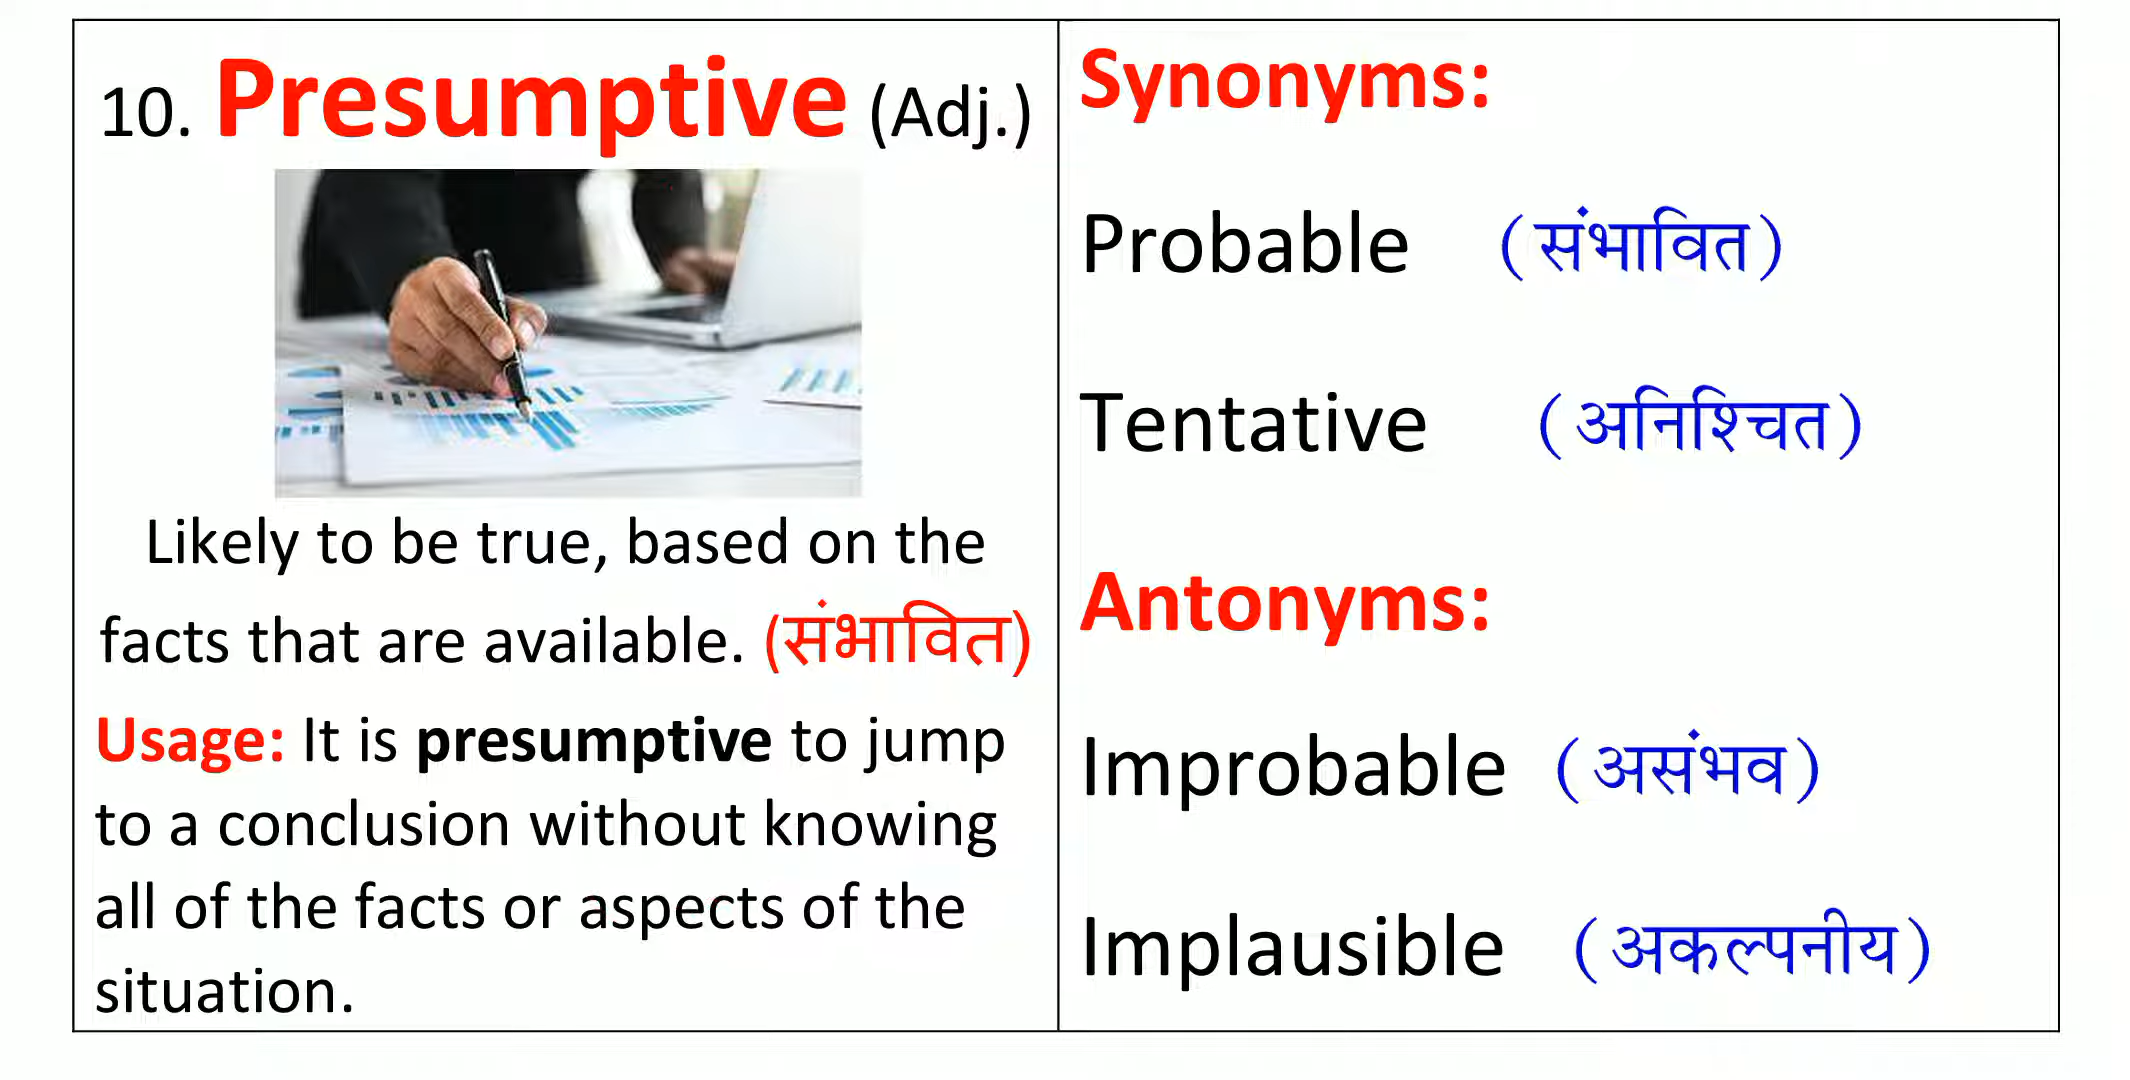 10. Presumptive (Adj.)
Likely to be true, based on the
facts that are available. (संभावित)
Usage: It is presumptive to jump
to a conclusion without knowing
all of the facts or aspects of the
situation.
Synonyms:
Probable (संभावित)
Tentative (अनिश्चित)
Antonyms:
Improbable (असंभव)
Implausible (अकल्पनीय)